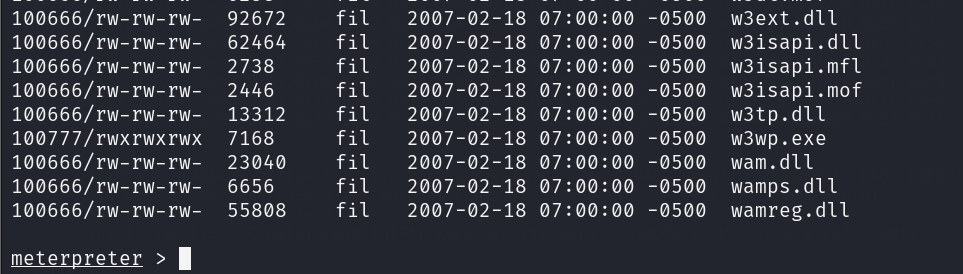 100666/rw-rw-rw- 92672 fil 2007-02-18 07:00:00 -0500 w3ext.dll
100666/rw-rw-rw- 62464 fil 2007-02-18 07:00:00 -0500 w3isapi.dll
100666/rw-rw-rw- 2738 fil 2007-02-18 07:00:00 -0500 w3isapi.mfl
100666/rw-rw-rw- 2446 fil 2007-02-18 07:00:00 -0500 w3isapi.mof
100666/rw-rw-rw- 13312 fil 2007-02-18 07:00:00 -0500 w3tp.dll
100777/rwxrwxrwx 7168 fil 2007-02-18 07:00:00 -0500 w3wp.exe
100666/rw-rw-rw- 23040 fil 2007-02-18 07:00:00 -0500 wam.dll
100666/rw-rw-rw- 6656 fil 2007-02-18 07:00:00 -0500 wamps.dll
100666/rw-rw-rw- 55808 fil 2007-02-18 07:00:00 -0500 wamreg.dll
meterpreter >